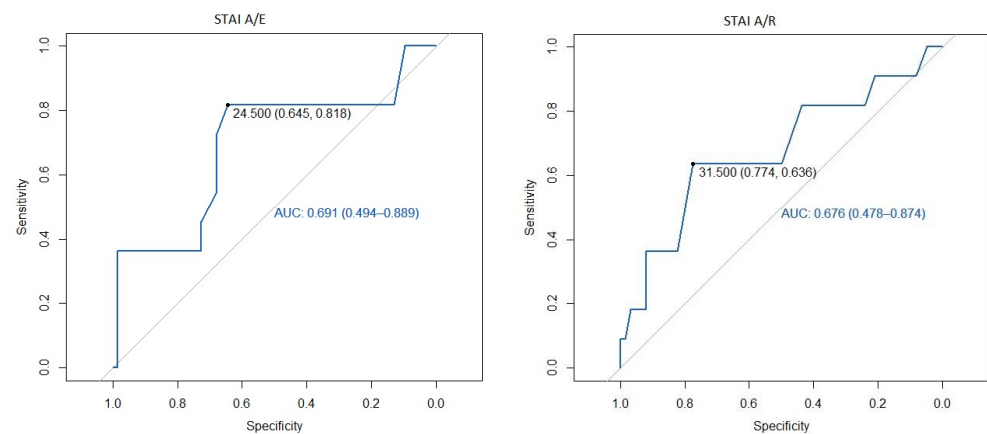 STAI A/E
1.0
0.8
0.6
0.4
0.2
0.0
Sensitivity
24.500 (0.645, 0.818)
AUC: 0.691 (0.494–0.889)
1.0 0.8 0.6 0.4 0.2 0.0
Specificity
STAI A/R
1.0
0.8
0.6
0.4
0.2
0.0
Sensitivity
31.500 (0.774, 0.636)
AUC: 0.676 (0.478–0.874)
1.0 0.8 0.6 0.4 0.2 0.0
Specificity